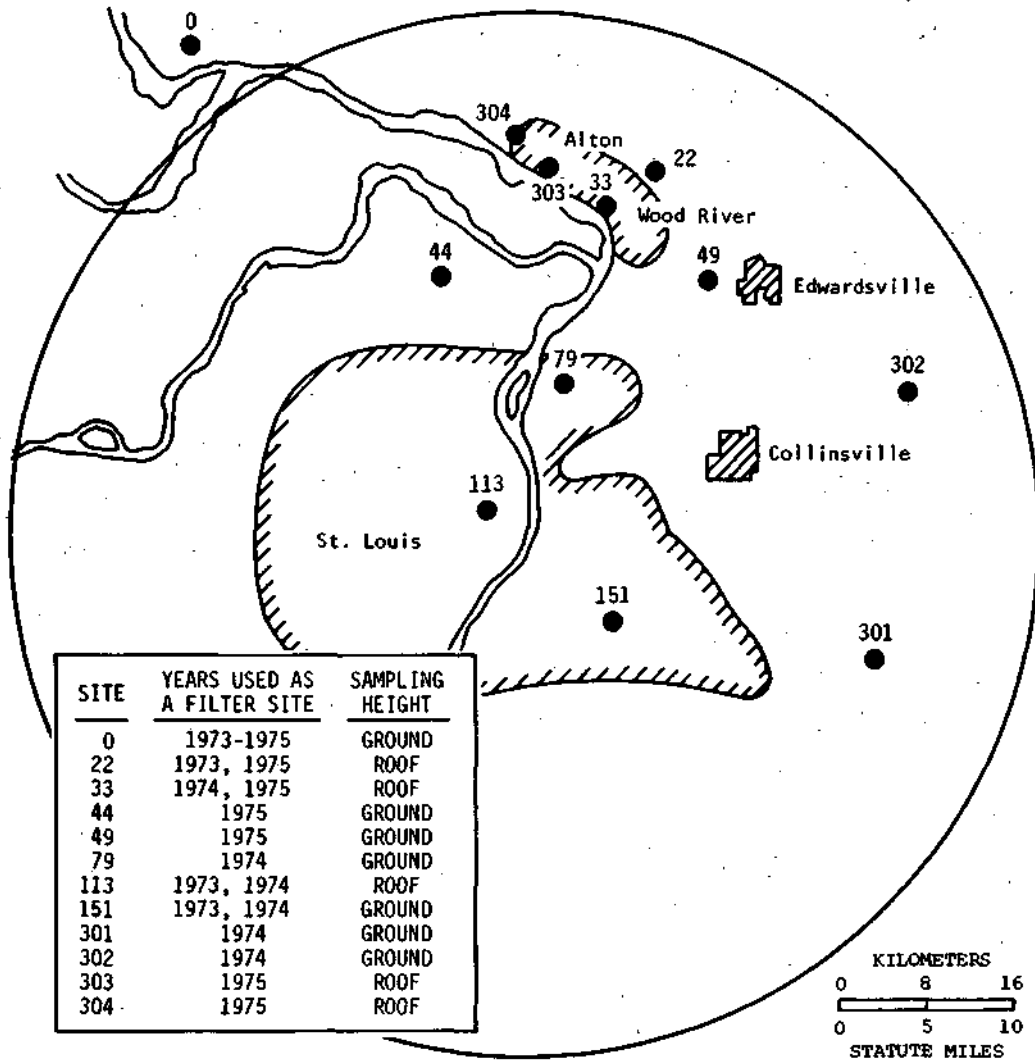 0
304
Alton
22
303
33
Wood River
44
49
Edwardsville
79
302
Collinsville
113
St. Louis
151
301
SITE YEARS USED AS A FILTER SITE SAMPLING HEIGHT
0 1973-1975 GROUND
22 1973, 1975 ROOF
33 1974, 1975 ROOF
44 1975 GROUND
49 1975 GROUND
79 1974 GROUND
113 1973, 1974 ROOF
151 1973, 1974 GROUND
301 1974 GROUND
302 1974 GROUND
303 1975 ROOF
304 1975 ROOF
KILOMETERS
0 8 16
0 5 10
STATUTE MILES